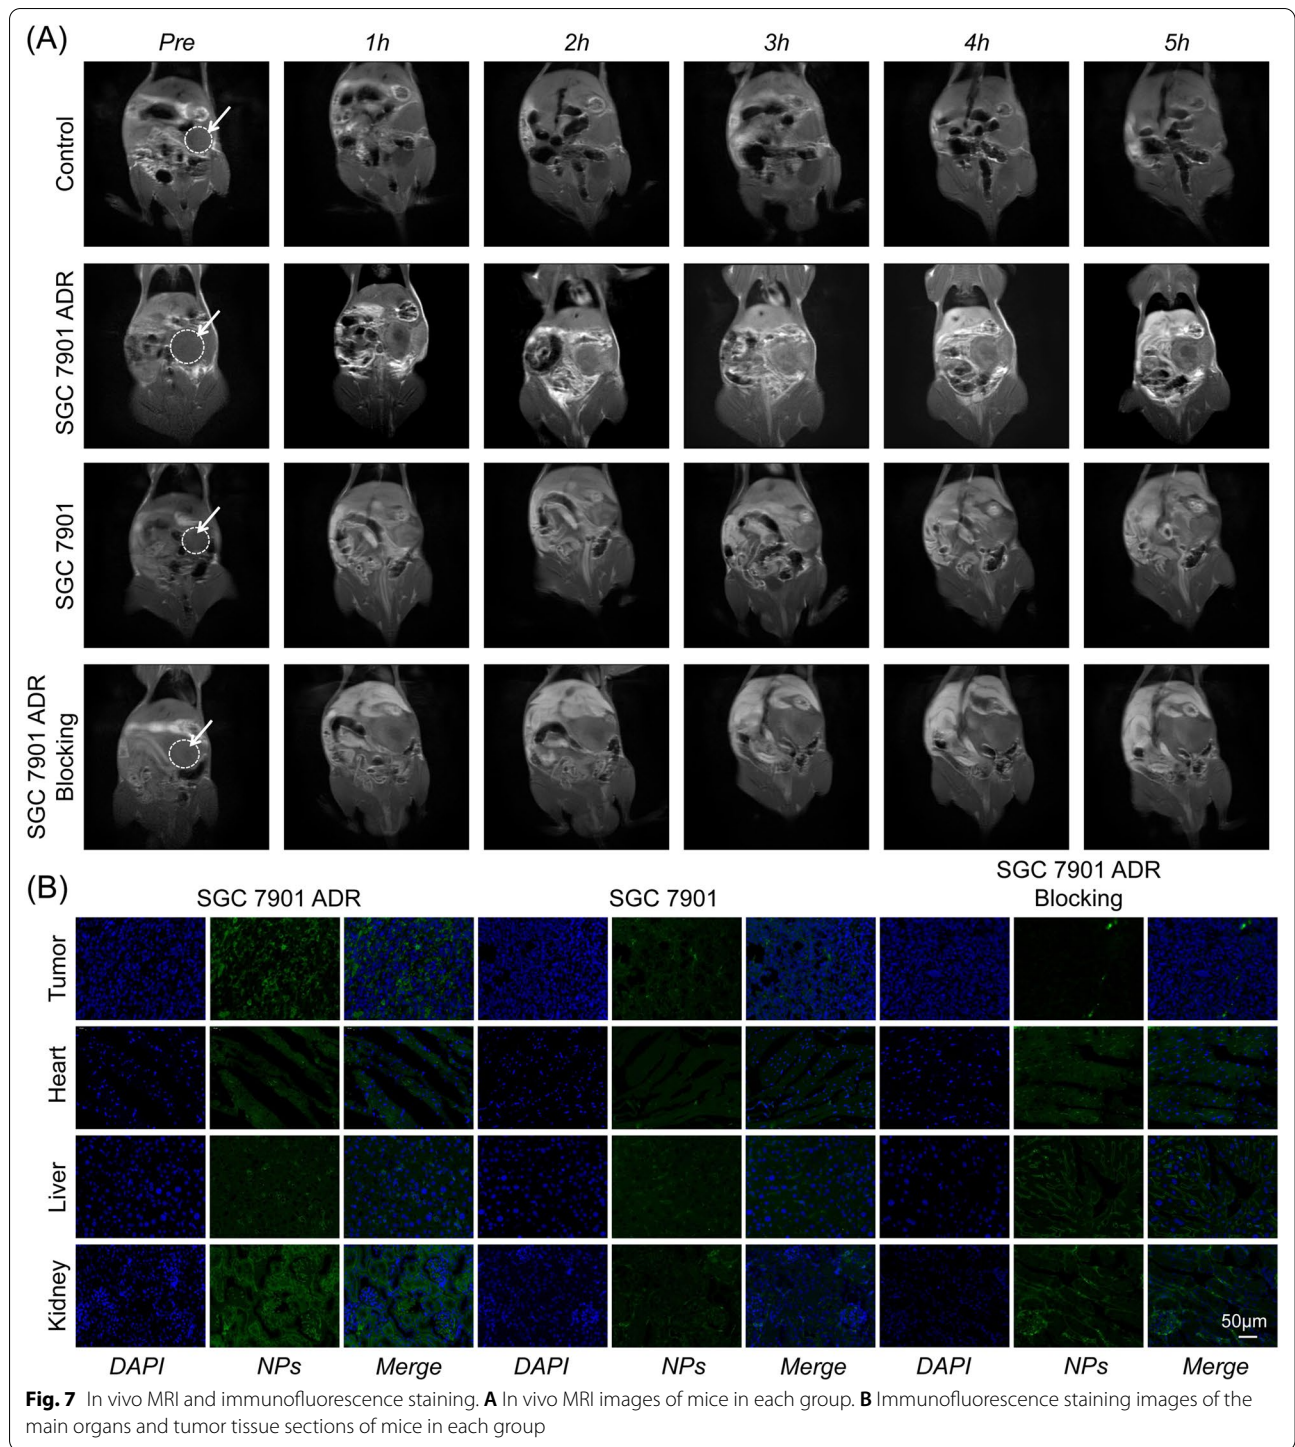 (A)
Pre 1h 2h 3h 4h 5h
Control
SGC 7901 ADR
SGC 7901
SGC 7901 ADR
Blocking
(B)
SGC 7901 ADR SGC 7901 SGC 7901 ADR
Blocking
Tumor
Heart
Liver
Kidney
50μm
DAPI NPs Merge DAPI NPs Merge DAPI NPs Merge
Fig. 7 In vivo MRI and immunofluorescence staining. A In vivo MRI images of mice in each group. B Immunofluorescence staining images of the
main organs and tumor tissue sections of mice in each group